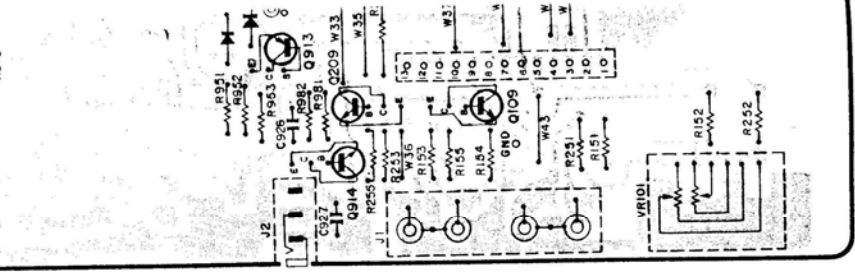 W33
W35
W37
Q913
Q209
13
12
11
10
9
8
7
6
5
4
3
2
1
R951
R952
R953
C926
R982
R981
E
C
B
Q109
GND
W43
R251
R151
R152
R252
R255
R253
W36
R153
R155
R154
Q914
C927
J2
J1
VR101